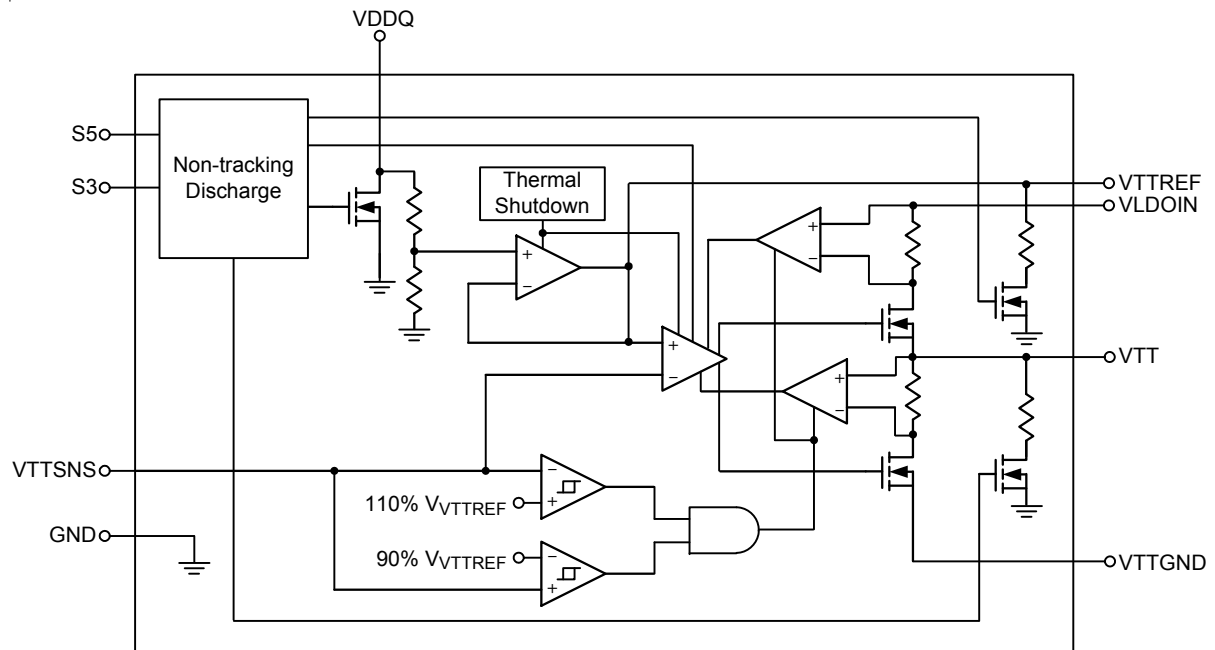 VDDQ
S5
S3
Non-tracking
Discharge
Thermal
Shutdown
VTTREF
VLDOIN
+
−
+
−
+
−
VTT
+
−
VTTSNS
−
110% VVTTREF
+
GND
90% VVTTREF
−
+
VTTGND